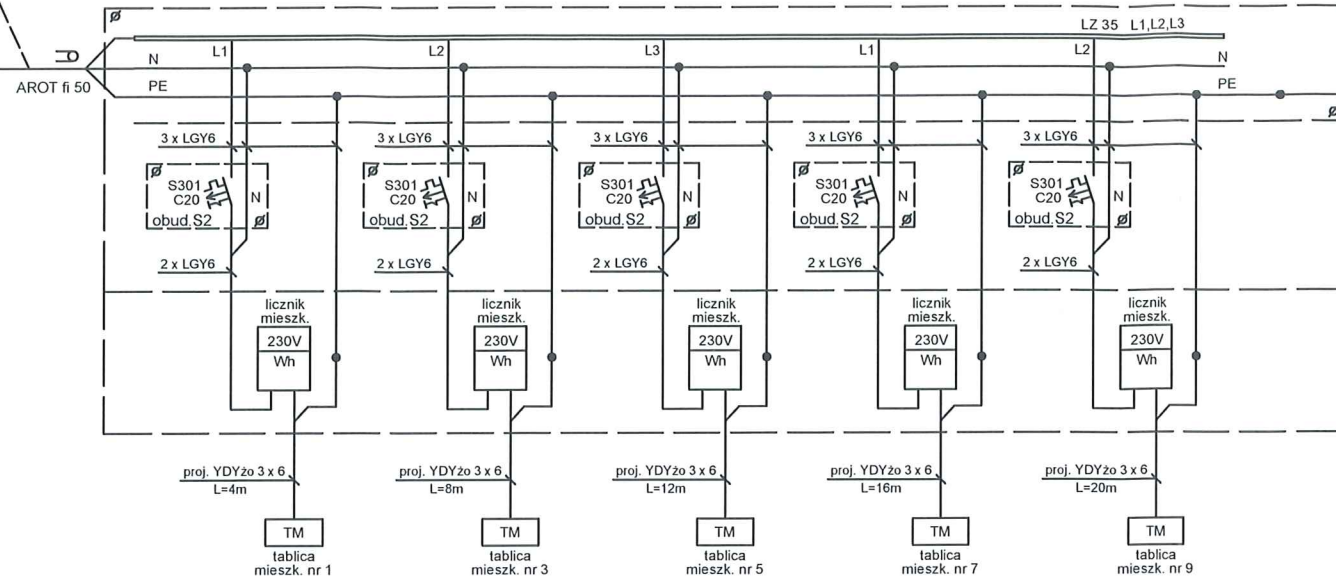 LZ 35 L1,L2,L3
L1 L2 L3 L1 L2
N N
AROT fi 50 PE PE
3 x LGY6 3 x LGY6 3 x LGY6 3 x LGY6 3 x LGY6
S301 S301 S301 S301 S301
C20 N C20 N C20 N C20 N C20 N
obud.S2 obud.S2 obud.S2 obud.S2 obud.S2
2 x LGY6 2 x LGY6 2 x LGY6 2 x LGY6 2 x LGY6
licznik licznik licznik licznik licznik
mieszk. mieszk. mieszk. mieszk. mieszk.
230V 230V 230V 230V 230V
Wh Wh Wh Wh Wh
proj. YDYżo 3 x 6 proj. YDYżo 3 x 6 proj. YDYżo 3 x 6 proj. YDYżo 3 x 6 proj. YDYżo 3 x 6
L=4m L=8m L=12m L=16m L=20m
TM TM TM TM TM
tablica tablica tablica tablica tablica
mieszk. nr 1 mieszk. nr 3 mieszk. nr 5 mieszk. nr 7 mieszk. nr 9